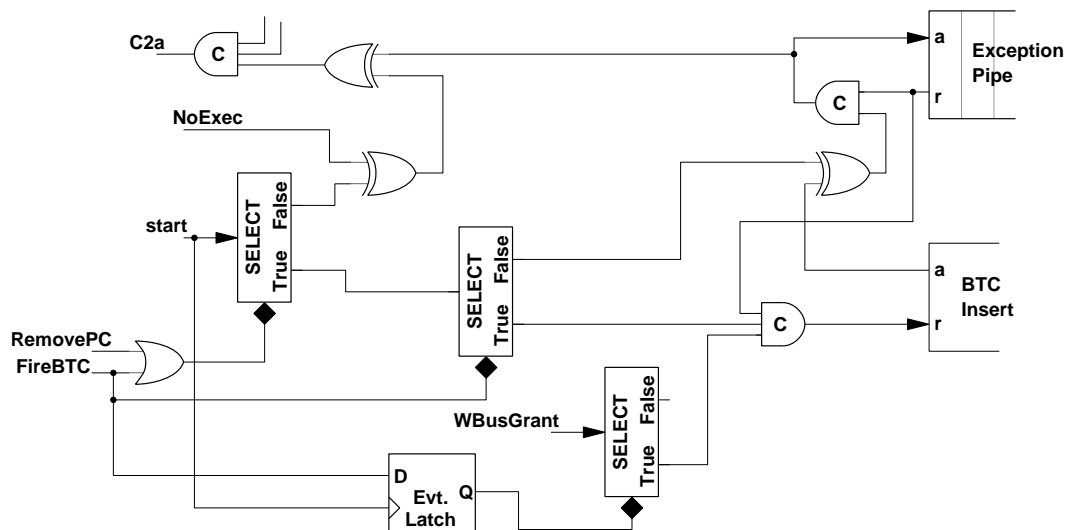 C2a
C
a
Exception
Pipe
r
C
NoExec
SELECT
False
True
start
SELECT
False
True
a
BTC
Insert
r
C
RemovePC
FireBTC
SELECT
False
True
WBusGrant
D
Q
Evt.
Latch